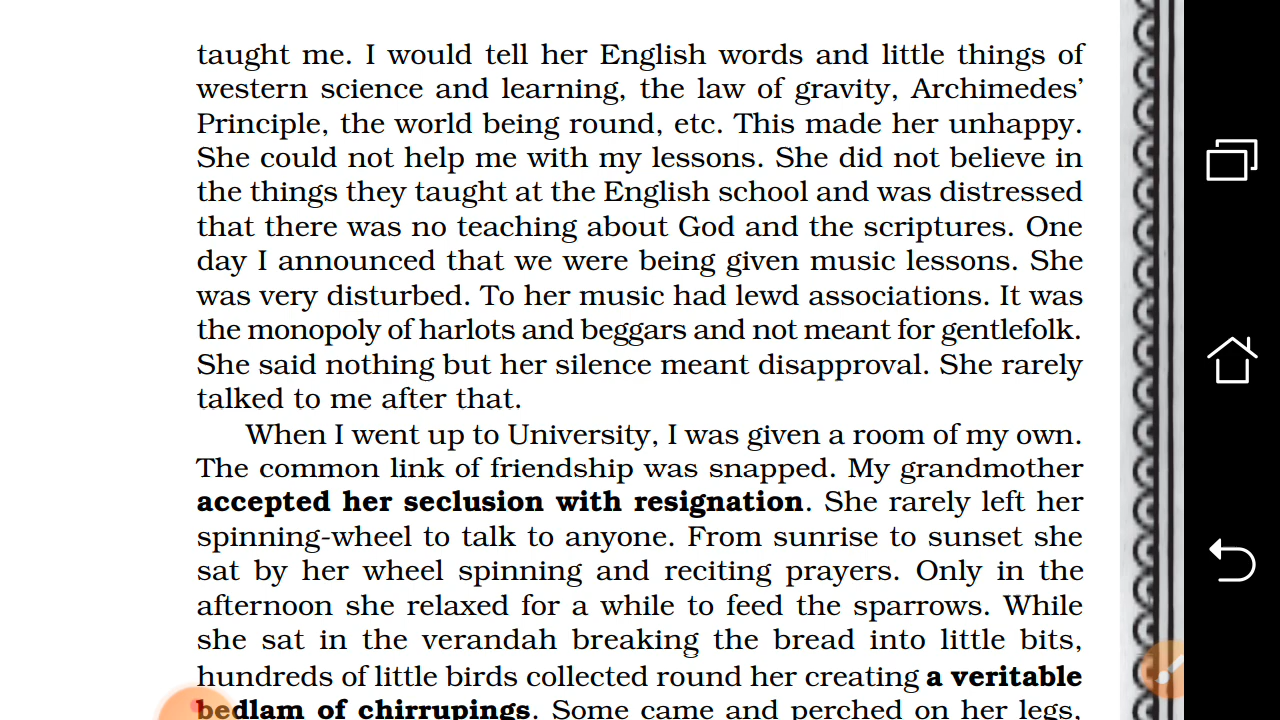 taught me. I would tell her English words and little things of
western science and learning, the law of gravity, Archimedes’
Principle, the world being round, etc. This made her unhappy.
She could not help me with my lessons. She did not believe in
the things they taught at the English school and was distressed
that there was no teaching about God and the scriptures. One
day I announced that we were being given music lessons. She
was very disturbed. To her music had lewd associations. It was
the monopoly of harlots and beggars and not meant for gentlefolk.
She said nothing but her silence meant disapproval. She rarely
talked to me after that.
When I went up to University, I was given a room of my own.
The common link of friendship was snapped. My grandmother
accepted her seclusion with resignation. She rarely left her
spinning-wheel to talk to anyone. From sunrise to sunset she
sat by her wheel spinning and reciting prayers. Only in the
afternoon she relaxed for a while to feed the sparrows. While
she sat in the verandah breaking the bread into little bits,
hundreds of little birds collected round her creating a veritable
bedlam of chirrupings. Some came and perched on her legs,